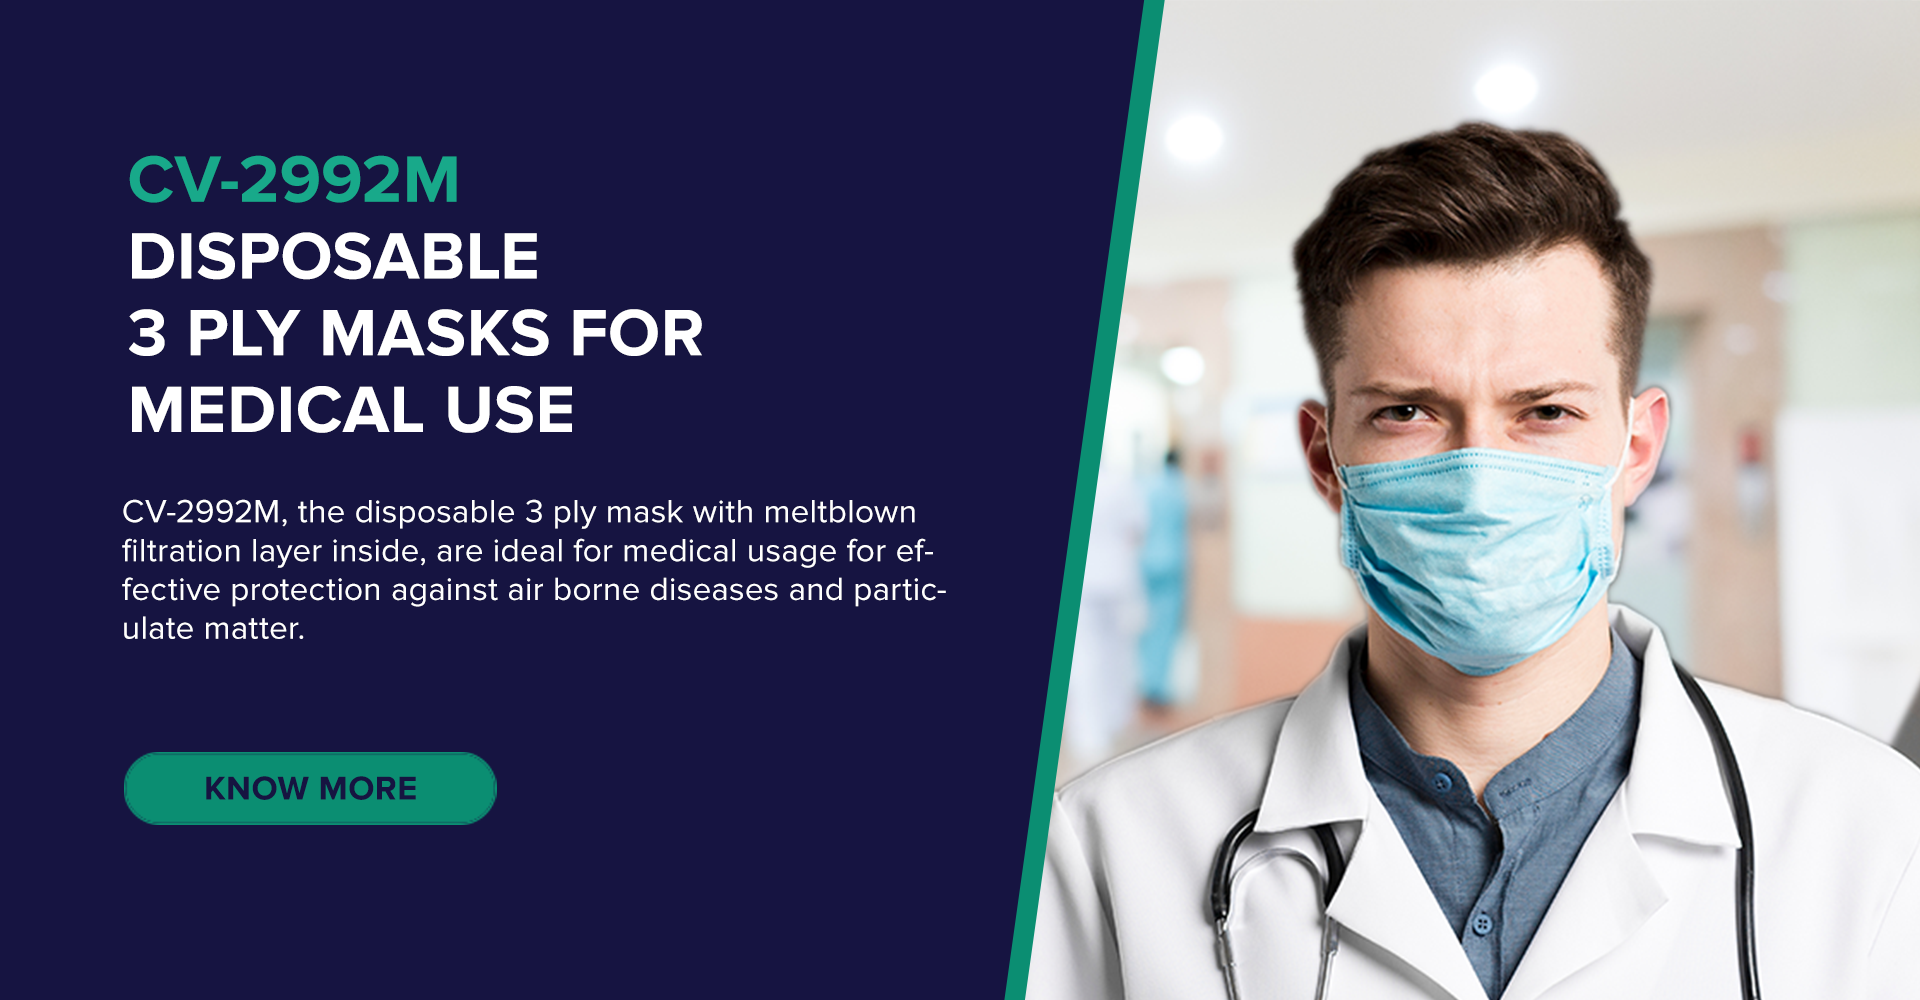 CV-2992M
DISPOSABLE
3 PLY MASKS FOR
MEDICAL USE
CV-2992M, the disposable 3 ply mask with meltblown
filtration layer inside, are ideal for medical usage for ef-
fective protection against air borne diseases and partic-
ulate matter.
KNOW MORE